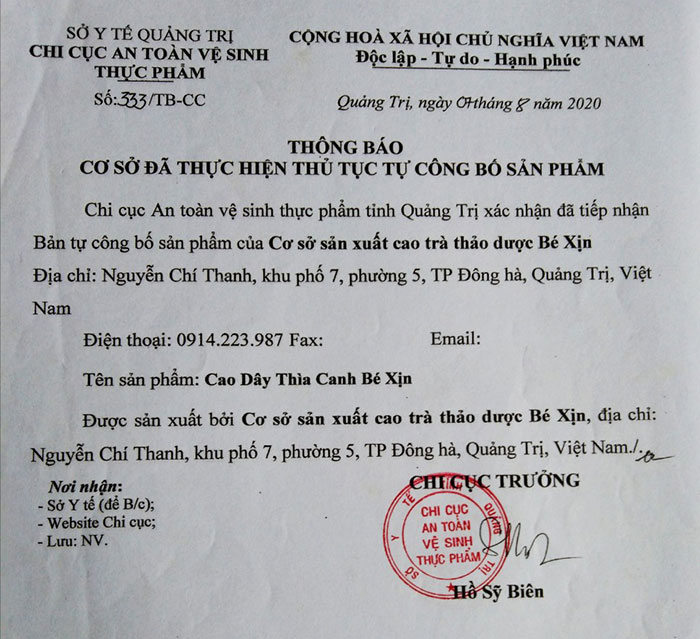 SỞ Y TẾ QUẢNG TRỊ
CHI CỤC AN TOÀN VỆ SINH
THỰC PHẨM
Số:333/TB-CC
CỘNG HOÀ XÃ HỘI CHỦ NGHĨA VIỆT NAM
Độc lập - Tự do - Hạnh phúc
Quảng Trị, ngày 07 tháng 8 năm 2020
THÔNG BÁO
CƠ SỞ ĐÃ THỰC HIỆN THỦ TỤC TỰ CÔNG BỐ SẢN PHẨM
Chi cục An toàn vệ sinh thực phẩm tỉnh Quảng Trị xác nhận đã tiếp nhận
Bản tự công bố sản phẩm của Cơ sở sản xuất cao trà thảo dược Bé Xịn
Địa chỉ: Nguyễn Chí Thanh, khu phố 7, phường 5, TP Đông hà, Quảng Trị, Việt
Nam
Điện thoại: 0914.223.987 Fax: Email:
Tên sản phẩm: Cao Dây Thìa Canh Bé Xịn
Được sản xuất bởi Cơ sở sản xuất cao trà thảo dược Bé Xịn, địa chỉ:
Nguyễn Chí Thanh, khu phố 7, phường 5, TP Đông hà, Quảng Trị, Việt Nam./.
Nơi nhận:
- Sở Y tế (để B/c);
- Website Chi cục;
- Lưu: NV.
CHI CỤC TRƯỞNG
SỞ Y TẾ TỈNH QUẢNG TRỊ
CHI CỤC
AN TOÀN
VỆ SINH
THỰC PHẨM
Hồ Sỹ Biên